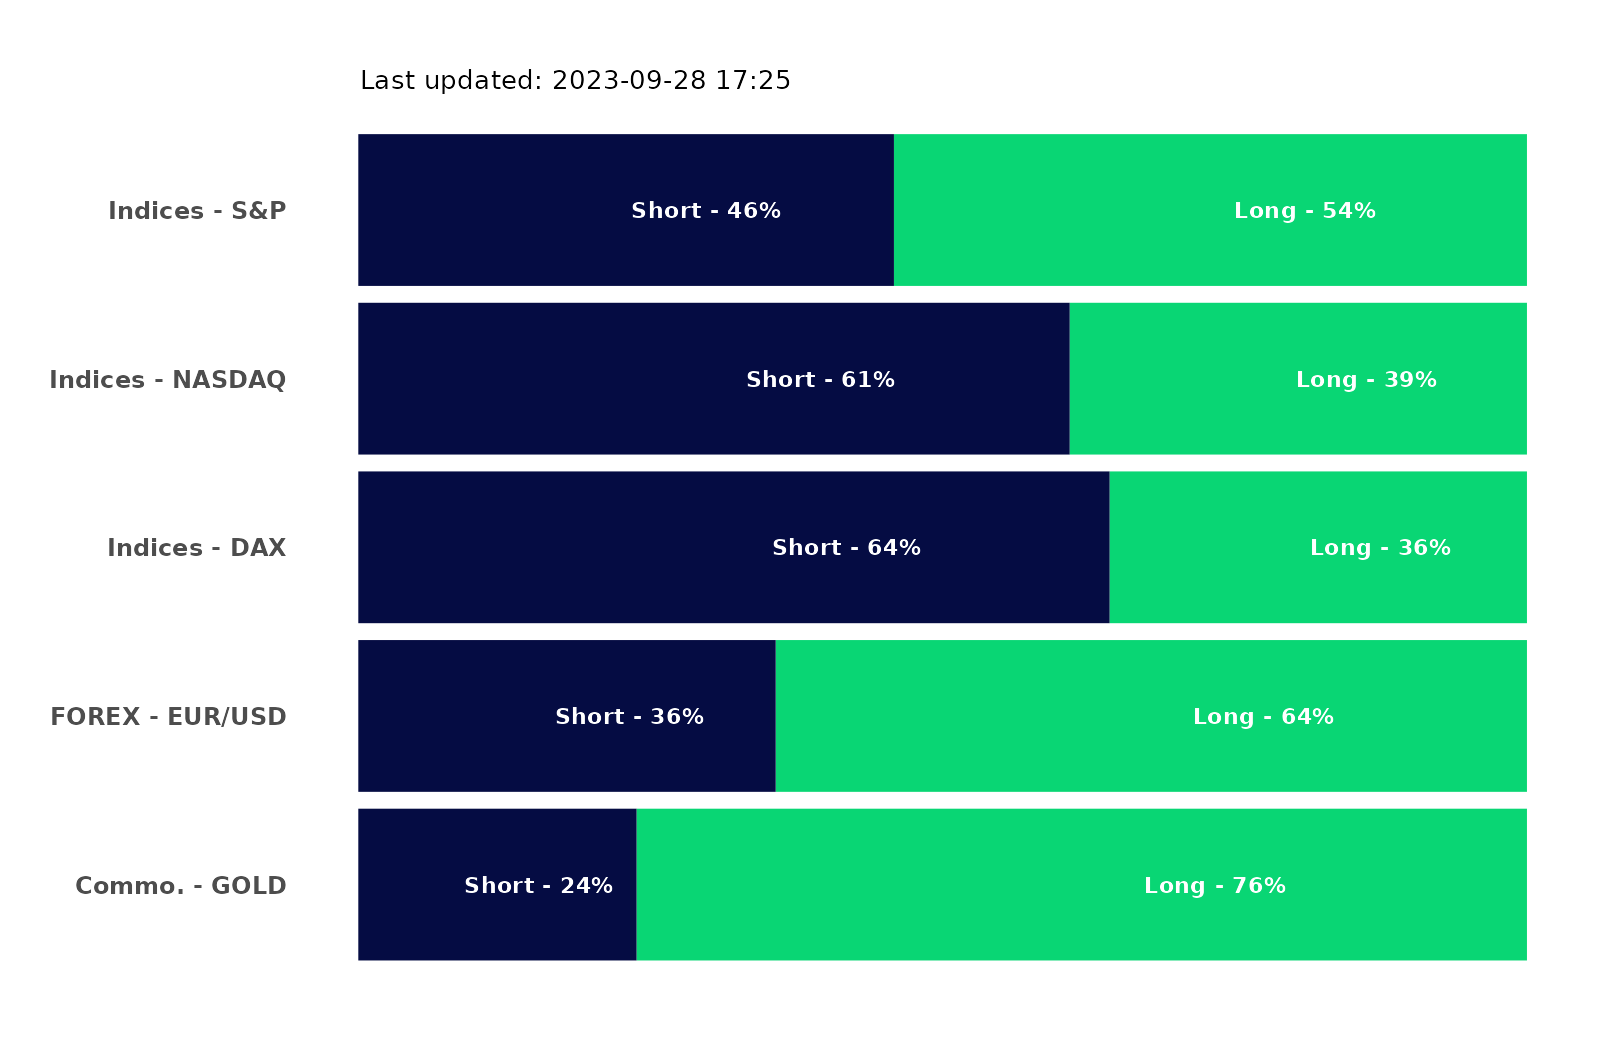 Last updated: 2023-09-28 17:25
Indices - S&P Short - 46% Long - 54%
Indices - NASDAQ Short - 61% Long - 39%
Indices - DAX Short - 64% Long - 36%
FOREX - EUR/USD Short - 36% Long - 64%
Commo. - GOLD Short - 24% Long - 76%